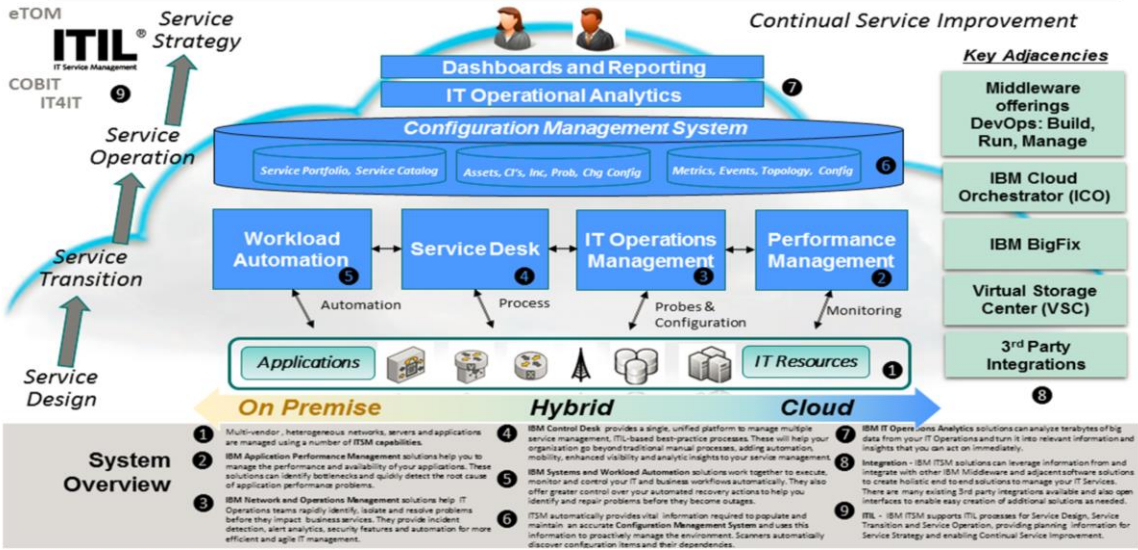 eTOM
ITIL®
IT Service Management
COBIT
IT4IT
9
Service
Strategy
Service
Operation
Service
Transition
Service
Design
Continual Service Improvement
Dashboards and Reporting
IT Operational Analytics
7
Configuration Management System
Service Portfolio, Service Catalog
Assets, CI's, Inc, Prob, Chg Config
Metrics, Events, Topology, Config
6
Workload
Automation
5
Service Desk
4
IT Operations
Management
3
Performance
Management
2
Automation
Process
Probes &
Configuration
Monitoring
Applications
IT Resources
1
On Premise
Hybrid
Cloud
Key Adjacencies
Middleware
offerings
DevOps: Build,
Run, Manage
IBM Cloud
Orchestrator (ICO)
IBM BigFix
Virtual Storage
Center (VSC)
3rd Party
Integrations
8
System
Overview
1
Multi-vendor , heterogeneous networks, servers and applications
are managed using a number of ITSM capabilities.
2
IBM Application Performance Management solutions help you to
manage the performance and availability of your applications. These
solutions can identify bottlenecks and quickly detect the root cause
of application performance problems.
3
IBM Network and Operations Management solutions help IT
Operations teams rapidly identify, isolate and resolve problems
before they impact business services. They provide incident
detection, alert analytics, security features and automation for more
efficient and agile IT management.
4
IBM Control Desk provides a single, unified platform to manage multiple
service management, ITIL-based best-practice processes. These will help your
organization go beyond traditional manual processes, adding automation,
mobility, enhanced visibility and analytic insights to your service management.
5
IBM Systems and Workload Automation solutions work together to execute,
monitor and control your IT and business workflows automatically. They also
offer greater control over your automated recovery actions to help you
identify and repair problems before they become outages.
6
ITSM automatically provides vital information required to populate and
maintain an accurate Configuration Management System and uses this
information to proactively manage the environment. Scanners automatically
discover configuration items and their dependencies.
7
IBM IT Operations Analytics solutions can analyze terabytes of big
data from your IT Operations and turn it into relevant information and
insights that you can act on immediately.
8
Integration - IBM ITSM solutions can leverage information from and
integrate with other IBM Middleware and adjacent software solutions
to create holistic end to end solutions to manage your IT Services.
There are many existing 3rd party integrations available and also open
interfaces to enable easy creation of additional solutions as needed.
9
ITIL - IBM ITSM supports ITIL processes for Service Design, Service
Transition and Service Operation, providing planning information for
Service Strategy and enabling Continual Service Improvement.